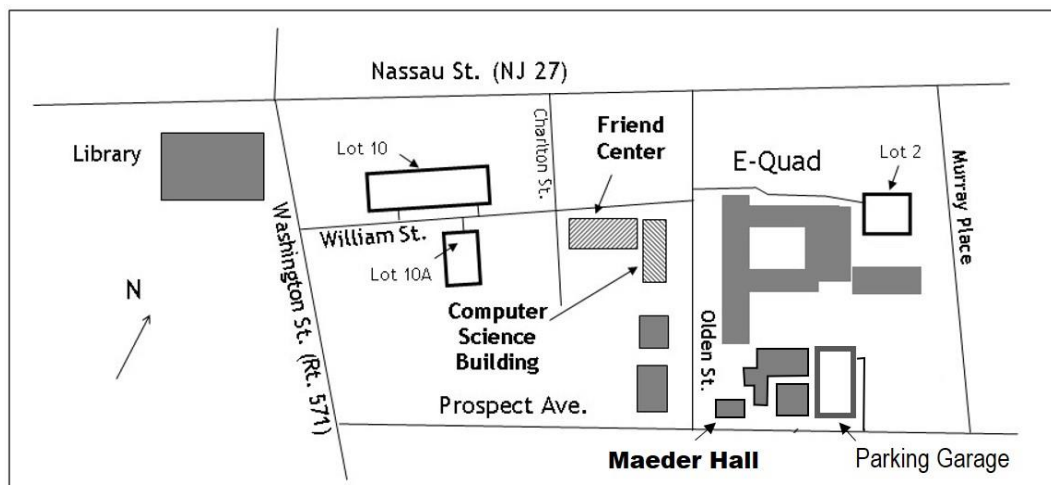 Nassau St. (NJ 27)
Library
Lot 10
Charlton St.
Friend
Center
E-Quad
Lot 2
Murray Place
Washington St. (Rt. 571)
William St.
Lot 10A
N
Computer
Science
Building
Olden St.
Prospect Ave.
Maeder Hall
Parking Garage